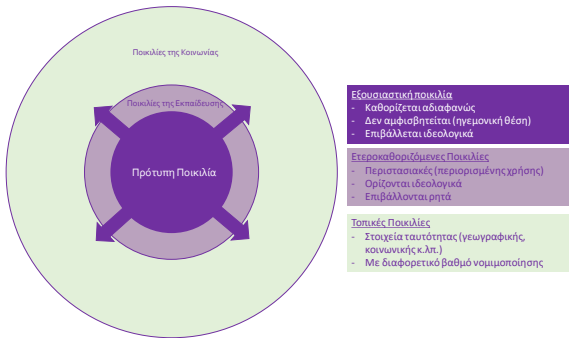 Ποικιλίες της Κοινωνίας
Ποικιλίες της Εκπαίδευσης
Πρότυπη Ποικιλία
Εξουσιαστική ποικιλία
- Καθορίζεται αδιαφανώς
- Δεν αμφισβητείται (ηγεμονική θέση)
- Επιβάλλεται ιδεολογικά
Ετεροκαθοριζόμενες Ποικιλίες
- Περιστασιακές (περιορισμένης χρήσης)
- Ορίζονται ιδεολογικά
- Επιβάλλονται ρητά
Τοπικές Ποικιλίες
- Στοιχεία ταυτότητας (γεωγραφικής,
κοινωνικής κ.λπ.)
- Με διαφορετικό βαθμό νομιμοποίησης